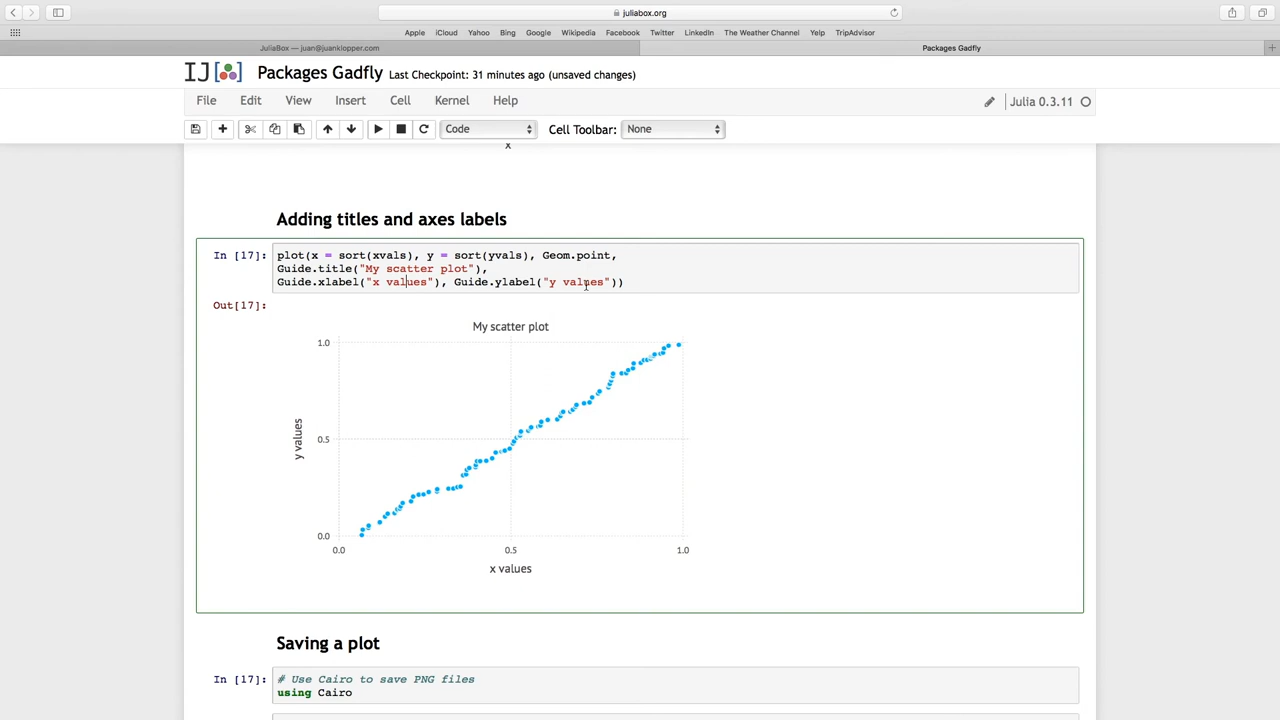 juliabox.org
Apple iCloud Yahoo Bing Google Wikipedia Facebook Twitter LinkedIn The Weather Channel Yelp TripAdvisor
JuliaBox — juan@juanklopper.com
Packages Gadfly
IJ[ ] Packages Gadfly Last Checkpoint: 31 minutes ago (unsaved changes)
File Edit View Insert Cell Kernel Help
Julia 0.3.11
Code
Cell Toolbar: None
x
Adding titles and axes labels
In [17]: plot(x = sort(xvals), y = sort(yvals), Geom.point,
Guide.title("My scatter plot"),
Guide.xlabel("x values"), Guide.ylabel("y values"))
Out[17]:
My scatter plot
1.0
y values
0.5
0.0
0.0 0.5 1.0
x values
Saving a plot
In [17]: # Use Cairo to save PNG files
using Cairo